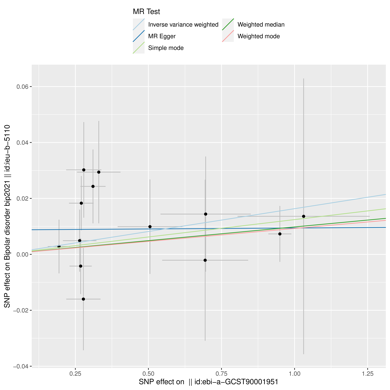 MR Test
Inverse variance weighted
Weighted median
MR Egger
Weighted mode
Simple mode
0.06
0.04
0.02
0.00
−0.04
0.25
0.50
0.75
1.00
1.25
SNP effect on Bipolar disorder bip2021 || id:ieu−b−5110
SNP effect on || id:ebi−a−GCST90001951